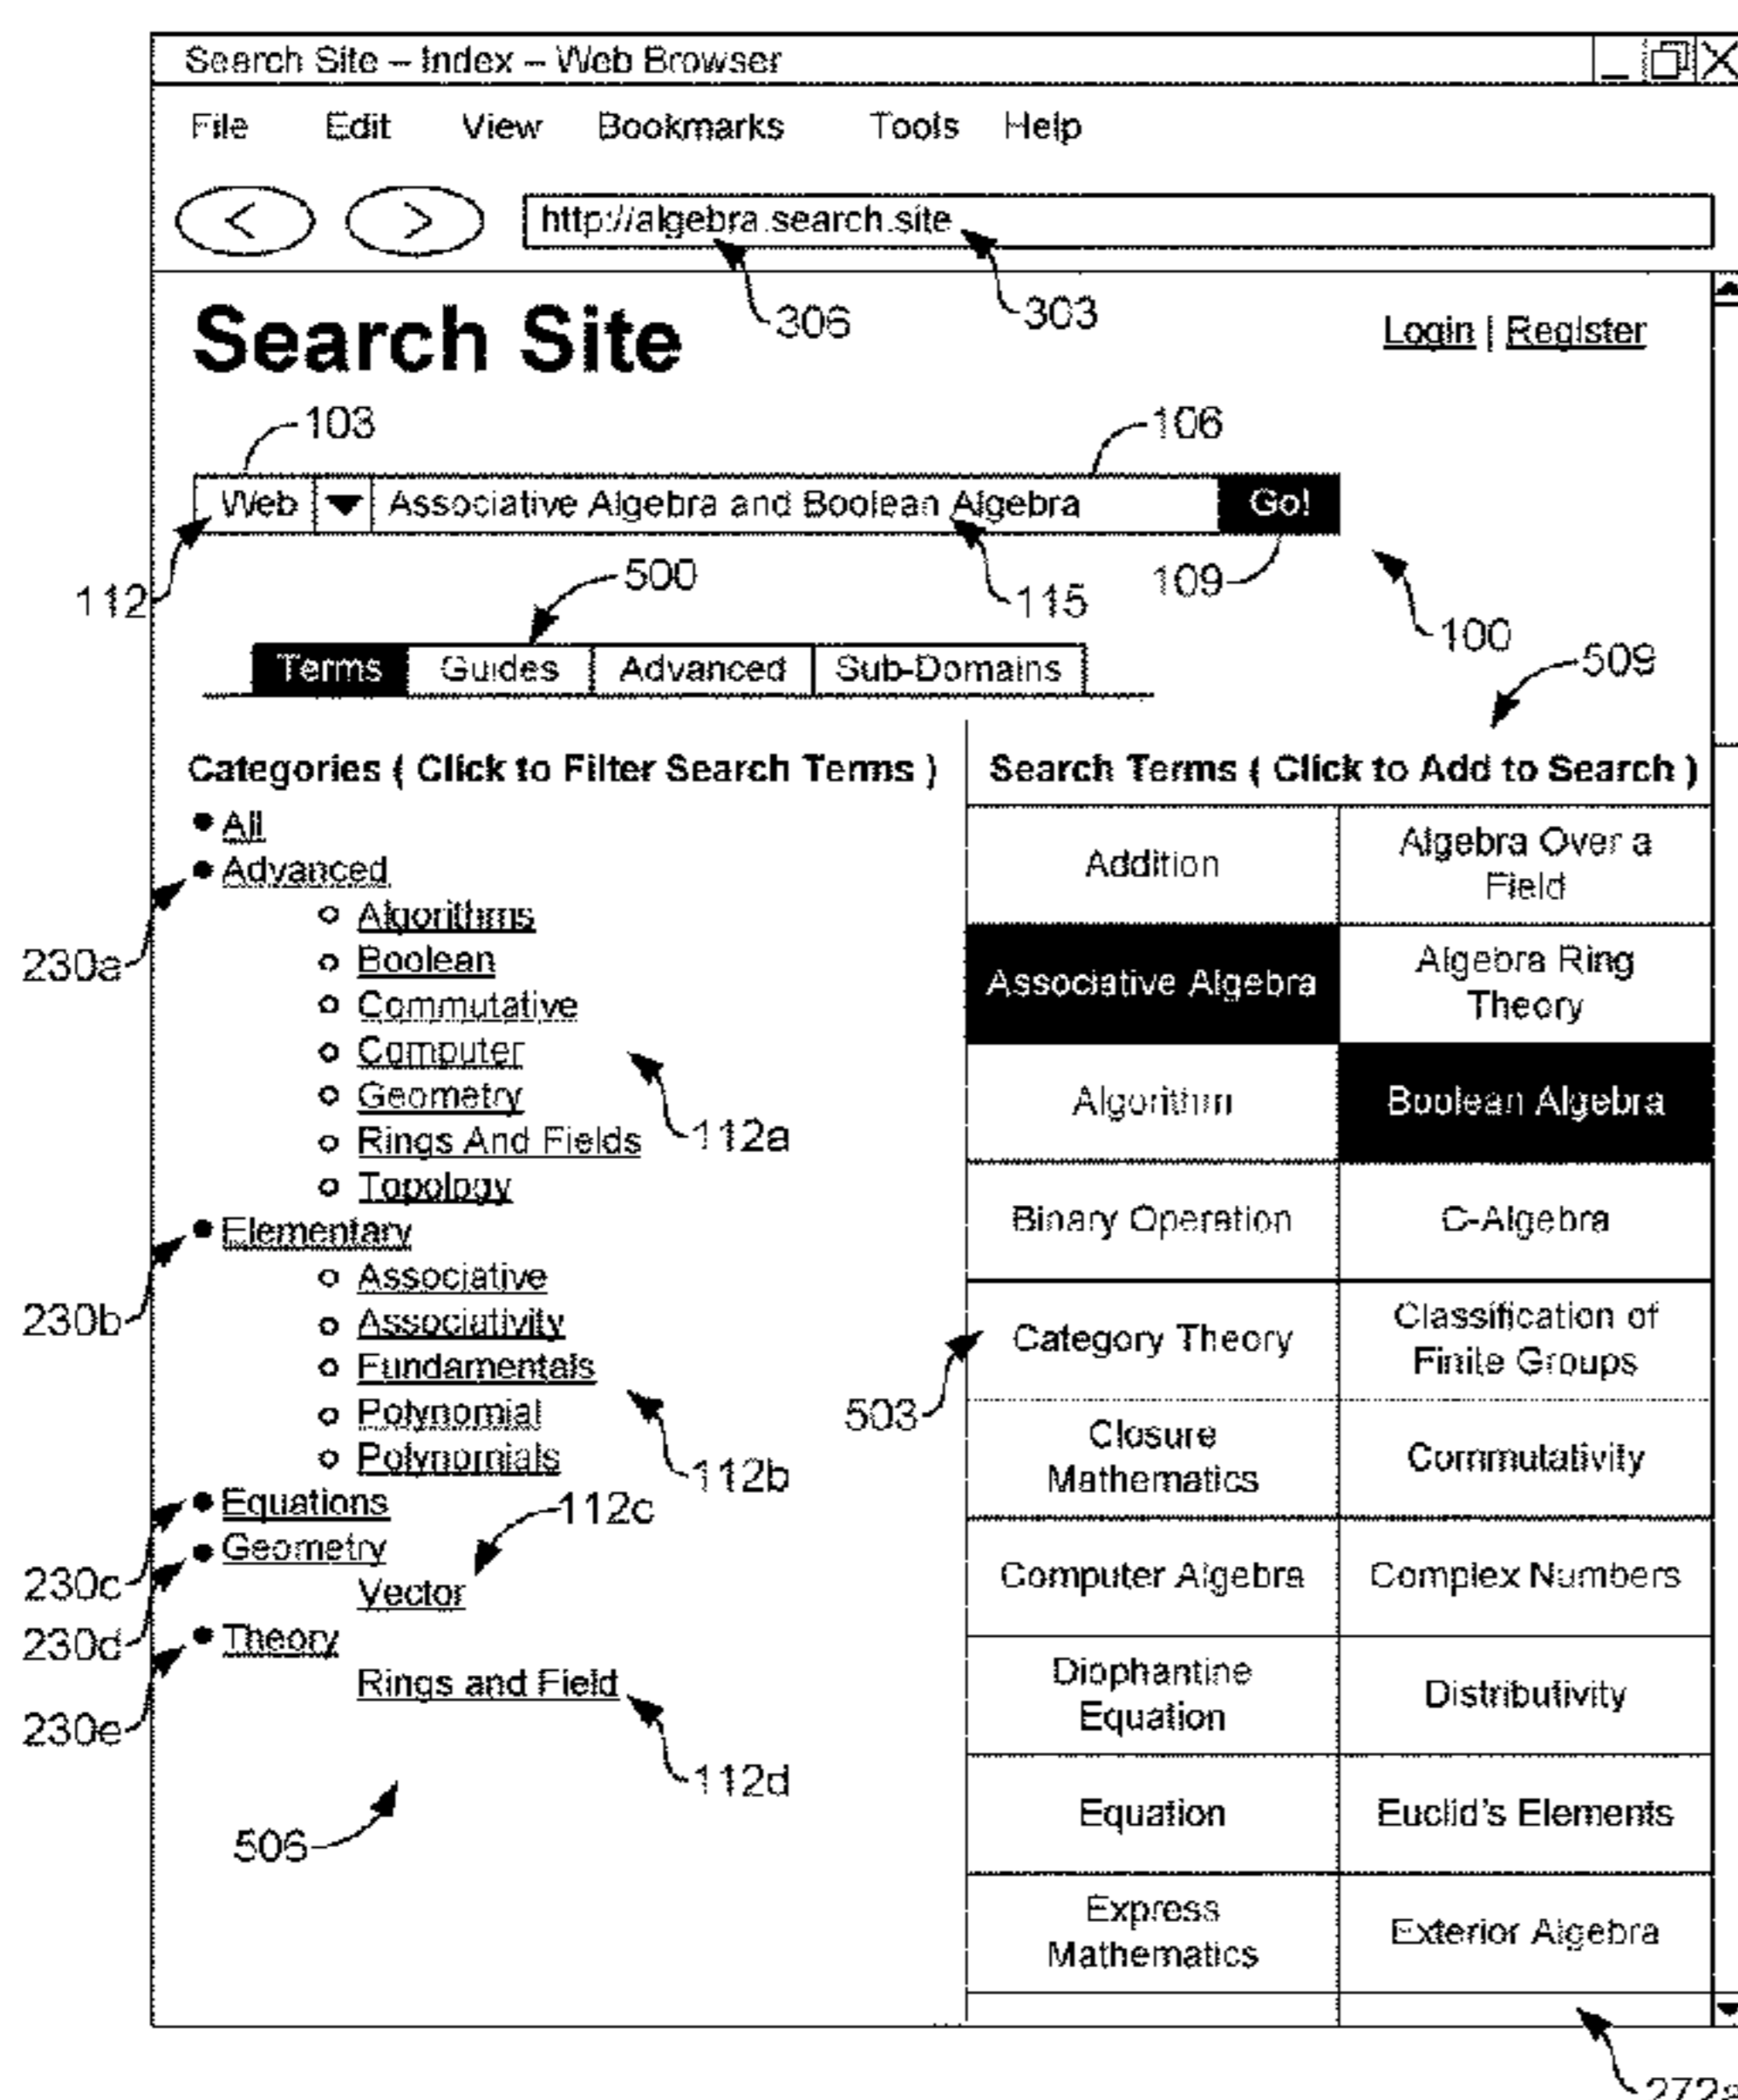 Search Site – Index – Web Browser
File Edit View Bookmarks Tools Help
< > http://algebra.search.site
306 303
Search Site
Login | Register
103 106
Web Associative Algebra and Boolean Algebra Go!
112 500 115 109 100
Terms Guides Advanced Sub-Domains
509
Categories ( Click to Filter Search Terms )
All
Advanced
230a
Algorithms
Boolean
Commutative
Computer
Geometry
Rings And Fields
Topology
112a
Elementary
230b
Associative
Associativity
Fundamentals
Polynomial
Polynomials
112b
Equations
230c
Geometry
230d
Vector
112c
Theory
230e
Rings and Field
112d
506
Search Terms ( Click to Add to Search )
Addition
Algebra Over a
Field
Associative Algebra
Algebra Ring
Theory
Algorithm
Boolean Algebra
Binary Operation
C-Algebra
Category Theory
503
Classification of
Finite Groups
Closure
Mathematics
Commutativity
Computer Algebra
Complex Numbers
Diophantine
Equation
Distributivity
Equation
Euclid's Elements
Express
Mathematics
Exterior Algebra
272a